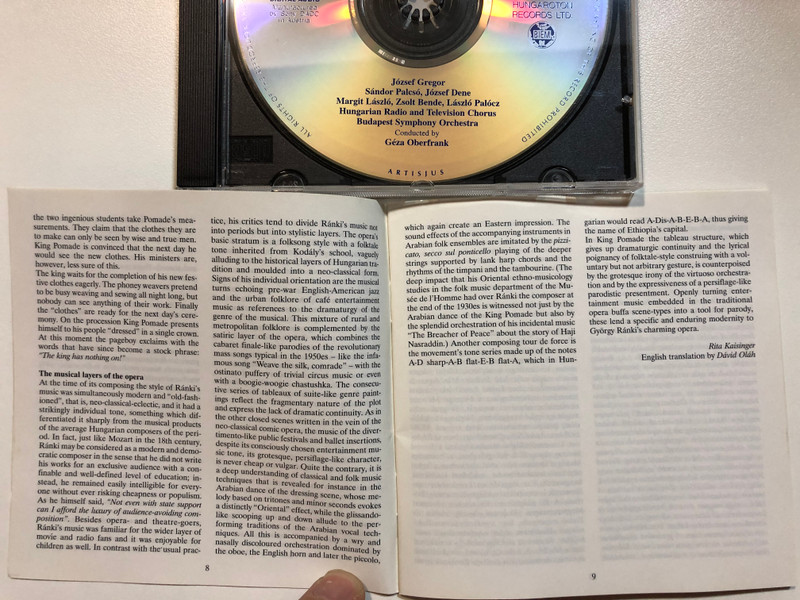 DIGITAL AUDIO
Manufactured
by Sony DADC
in Austria
HUNGAROTON
RECORDS LTD.
BIEM
ALL RIGHTS OF
RECORD PROHIBITED
József Gregor
Sándor Palcsó, József Dene
Margit László, Zsolt Bende, László Palócz
Hungarian Radio and Television Chorus
Budapest Symphony Orchestra
Conducted by
Géza Oberfrank
ARTISJUS
the two ingenious students take Pomade's mea-
surements. They claim that the clothes they are
to make can only be seen by wise and true men.
King Pomade is convinced that the next day he
would see the new clothes. His ministers are,
however, less sure of this.
The king waits for the completion of his new fes-
tive clothes eagerly. The phoney weavers pretend
to be busy weaving and sewing all night long, but
nobody can see anything of their work. Finally
the "clothes" are ready for the next day's cere-
mony. On the procession King Pomade presents
himself to his people "dressed" in a single crown.
At this moment the pageboy exclaims with the
words that have since become a stock phrase:
"The king has nothing on!"
The musical layers of the opera
At the time of its composing the style of Ránki's
music was simultaneously modern and "old-fash-
ioned", that is, neo-classical-eclectic, and it had a
strikingly individual tone, something which dif-
ferentiated it sharply from the musical products
of the average Hungarian composers of the peri-
od. In fact, just like Mozart in the 18th century,
Ránki may be considered as a modern and demo-
cratic composer in the sense that he did not write
his works for an exclusive audience with a con-
finable and well-defined level of education; in-
stead, he remained easily intelligible for every-
one without ever risking cheapness or populism.
As he himself said, "Not even with state support
can I afford the luxury of audience-avoiding com-
position". Besides opera- and theatre-goers,
Ránki's music was familiar for the wider layer of
movie and radio fans and it was enjoyable for
children as well. In contrast with the usual prac-
tice, his critics tend to divide Ránki's music not
into periods but into stylistic layers. The opera's
basic stratum is a folksong style with a folktale
tone inherited from Kodály's school, vaguely
alluding to the historical layers of Hungarian tra-
dition and moulded into a neo-classical form.
Signs of his individual orientation are the musical
turns echoing pre-war English-American jazz
and the urban folklore of café entertainment
music as references to the dramaturgy of the
genre of the musical. This mixture of rural and
metropolitan folklore is complemented by the
satiric layer of the opera, which combines the
cabaret finale-like parodies of the revolutionary
mass songs typical in the 1950es – like the infa-
mous song "Weave the silk, comrade" – with the
ostinato puffery of trivial circus music or even
with a boogie-woogie chastushka. The consecu-
tive series of tableaux of suite-like genre paint-
ings reflect the fragmentary nature of the plot
and express the lack of dramatic continuity. As in
the other closed scenes written in the vein of the
neo-classical comic opera, the music of the diver-
timento-like public festivals and ballet insertions,
despite its consciously chosen entertainment mu-
sic tone, its grotesque, persiflage-like character,
is never cheap or vulgar. Quite the contrary, it is
a deep understanding of classical and folk music
techniques that is revealed for instance in the
Arabian dance of the dressing scene, whose me-
lody based on tritones and minor seconds evokes
a distinctly "Oriental" effect, while the glissando-
like scooping up and down allude to the per-
forming traditions of the Arabian vocal tech-
niques. All this is accompanied by a wry and
nasally discoloured orchestration dominated by
the oboe, the English horn and later the piccolo,
8
which again create an Eastern impression. The
sound effects of the accompanying instruments in
Arabian folk ensembles are imitated by the pizzi-
cato, secco sul ponticello playing of the deeper
strings supported by lank harp chords and the
rhythms of the timpani and the tambourine. (The
deep impact that his Oriental ethno-musicology
studies in the folk music department of the Mu-
sée de l'Homme had over Ránki the composer at
the end of the 1930es is witnessed not just by the
Arabian dance of the King Pomade but also by
the splendid orchestration of his incidental music
"The Breacher of Peace" about the story of Haji
Nasraddin.) Another composing tour de force is
the movement's tone series made up of the notes
A-D sharp-A-B flat-E-B flat-A, which in Hun-
garian would read A-Dis-A-B-E-B-A, thus giving
the name of Ethiopia's capital.
In King Pomade the tableau structure, which
gives up dramaturgic continuity and the lyrical
poignancy of folktale-style construing with a vol-
untary but not arbitrary gesture, is counterpoised
by the grotesque irony of the virtuoso orchestra-
tion and by the expressiveness of a persiflage-like
parodistic presentment. Openly turning enter-
tainment music embedded in the traditional
opera buffa scene-types into a tool for parody,
these lend a specific and enduring modernity to
György Ránki's charming opera.
Rita Kaisinger
English translation by Dávid Oláh
9